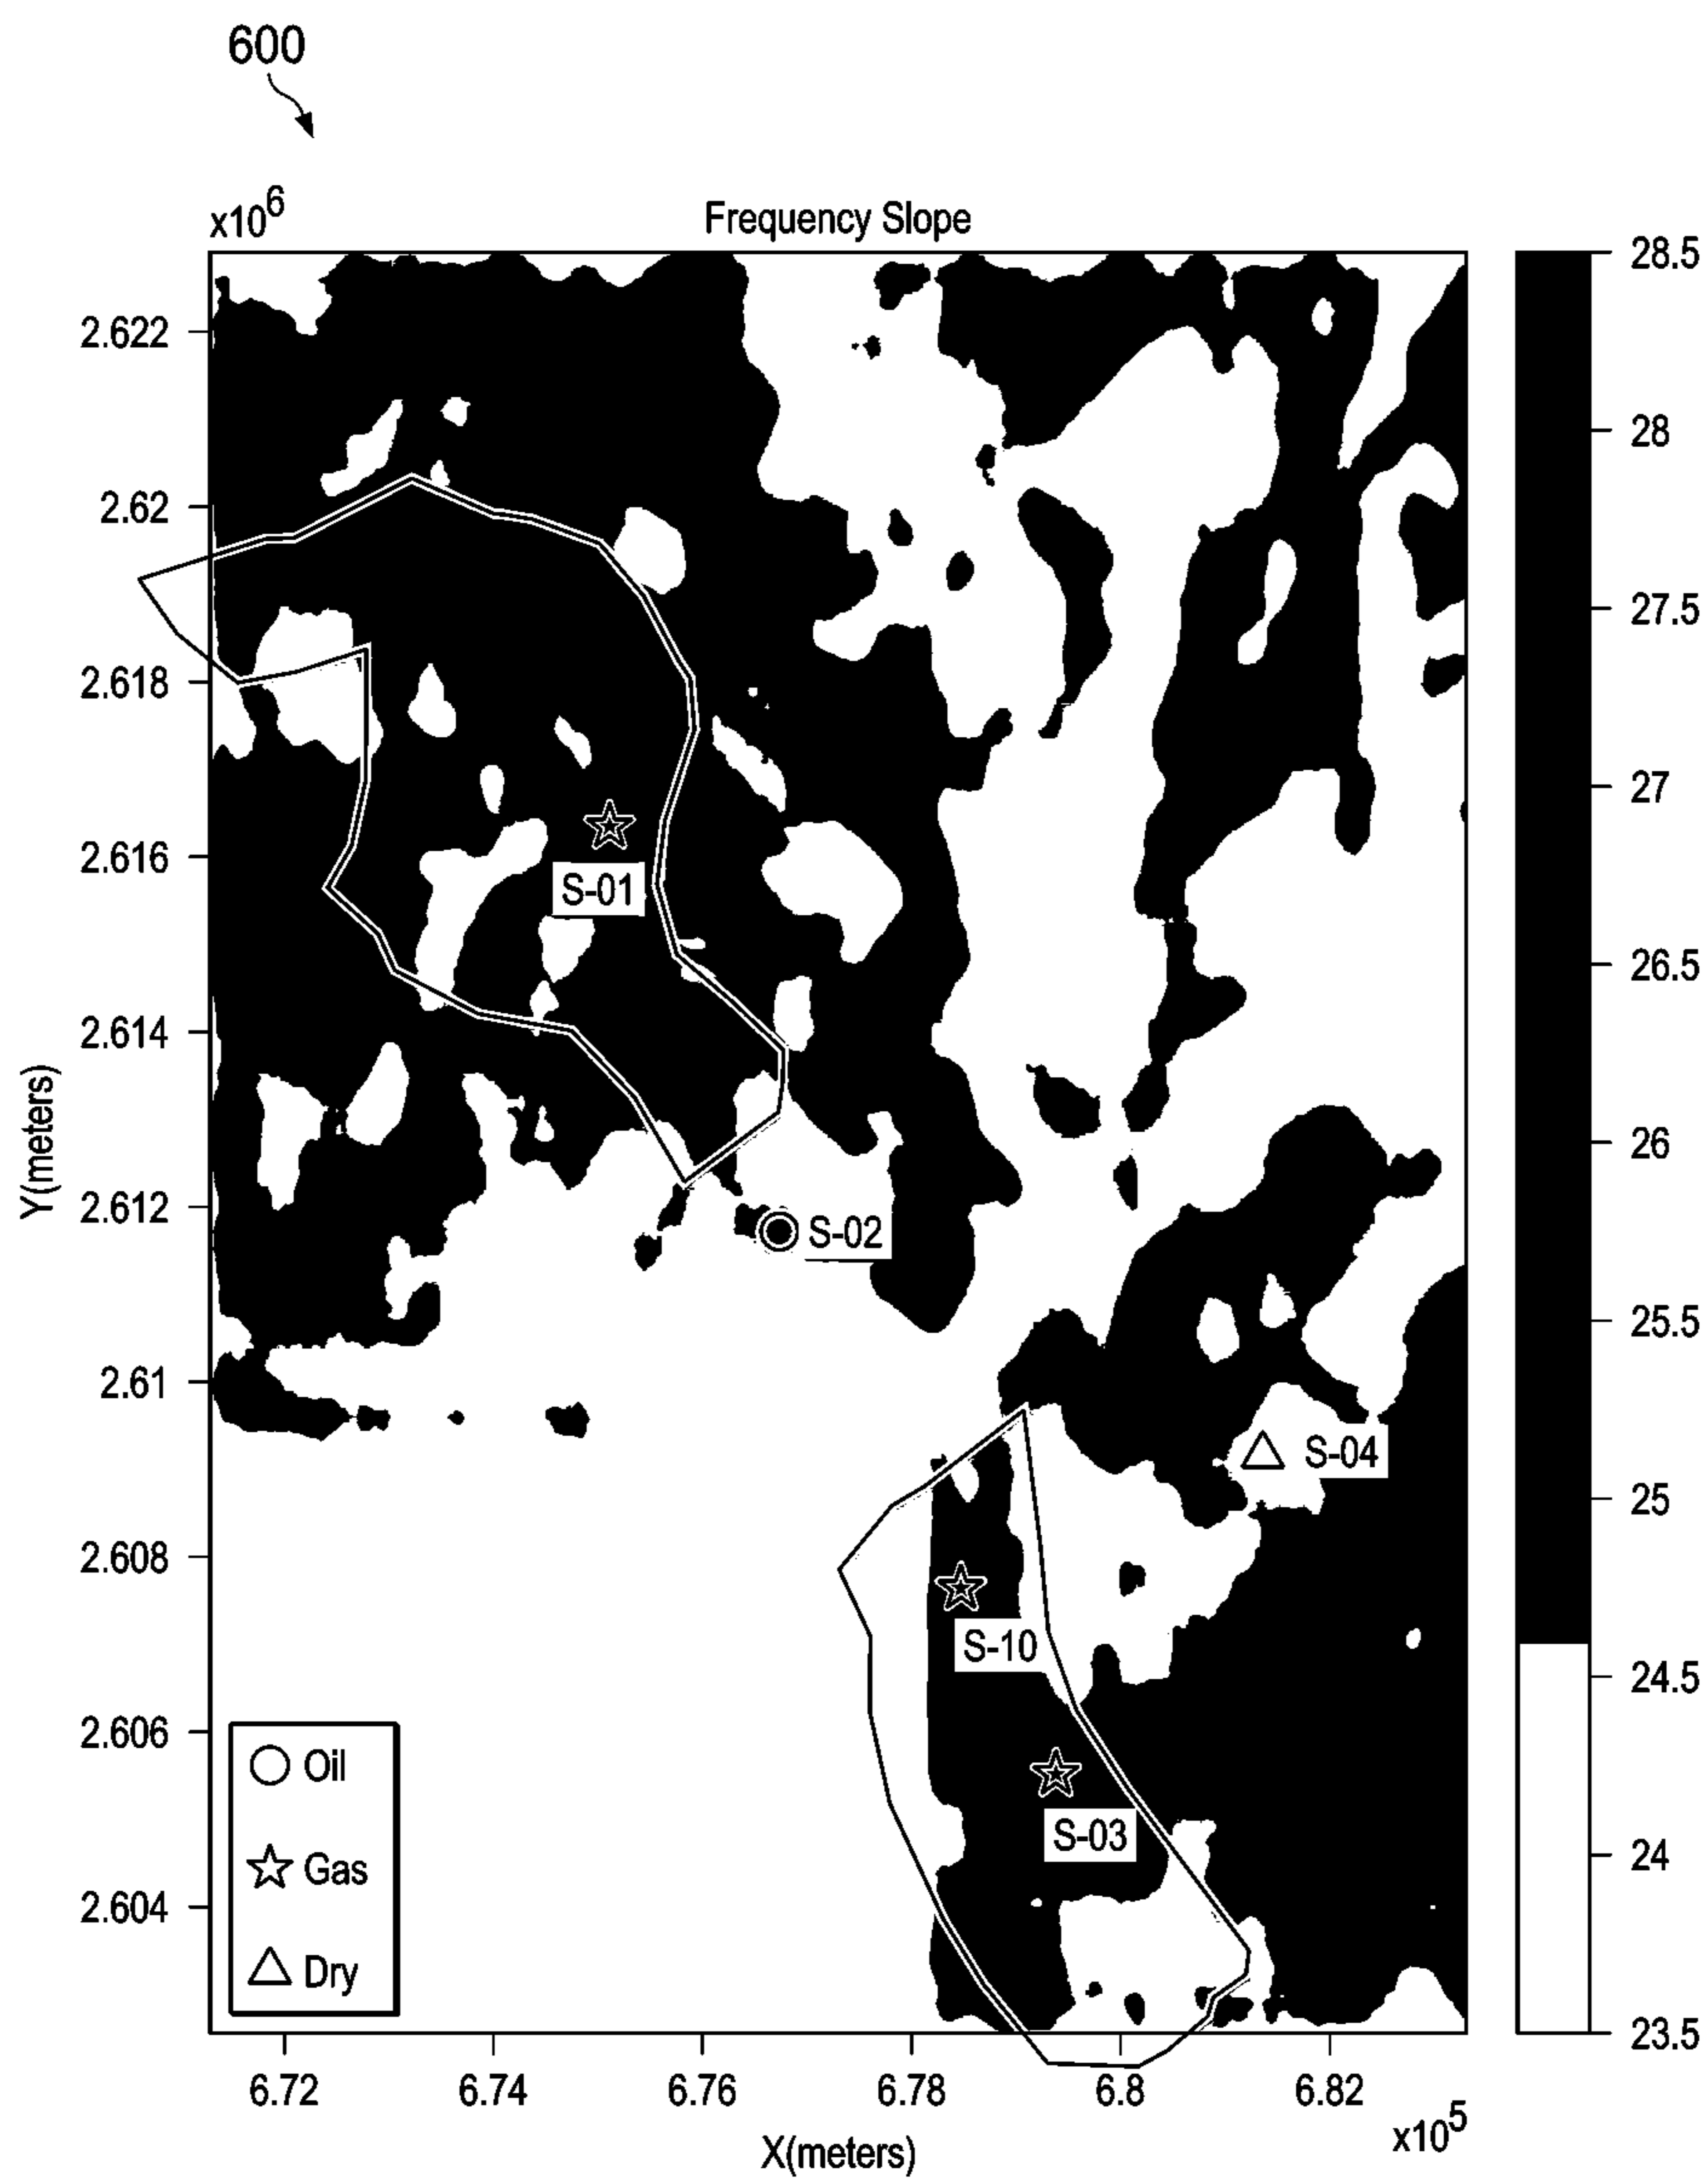 600
x10^6
Frequency Slope
28.5
2.622
28
2.62
27.5
2.618
27
2.616
S-01
26.5
2.614
Y(meters)
26
2.612
S-02
25.5
2.61
S-04
25
2.608
S-10
24.5
2.606
Oil
S-03
Gas
24
2.604
Dry
23.5
6.72 6.74 6.76 6.78 6.8 6.82
x10^5
X(meters)